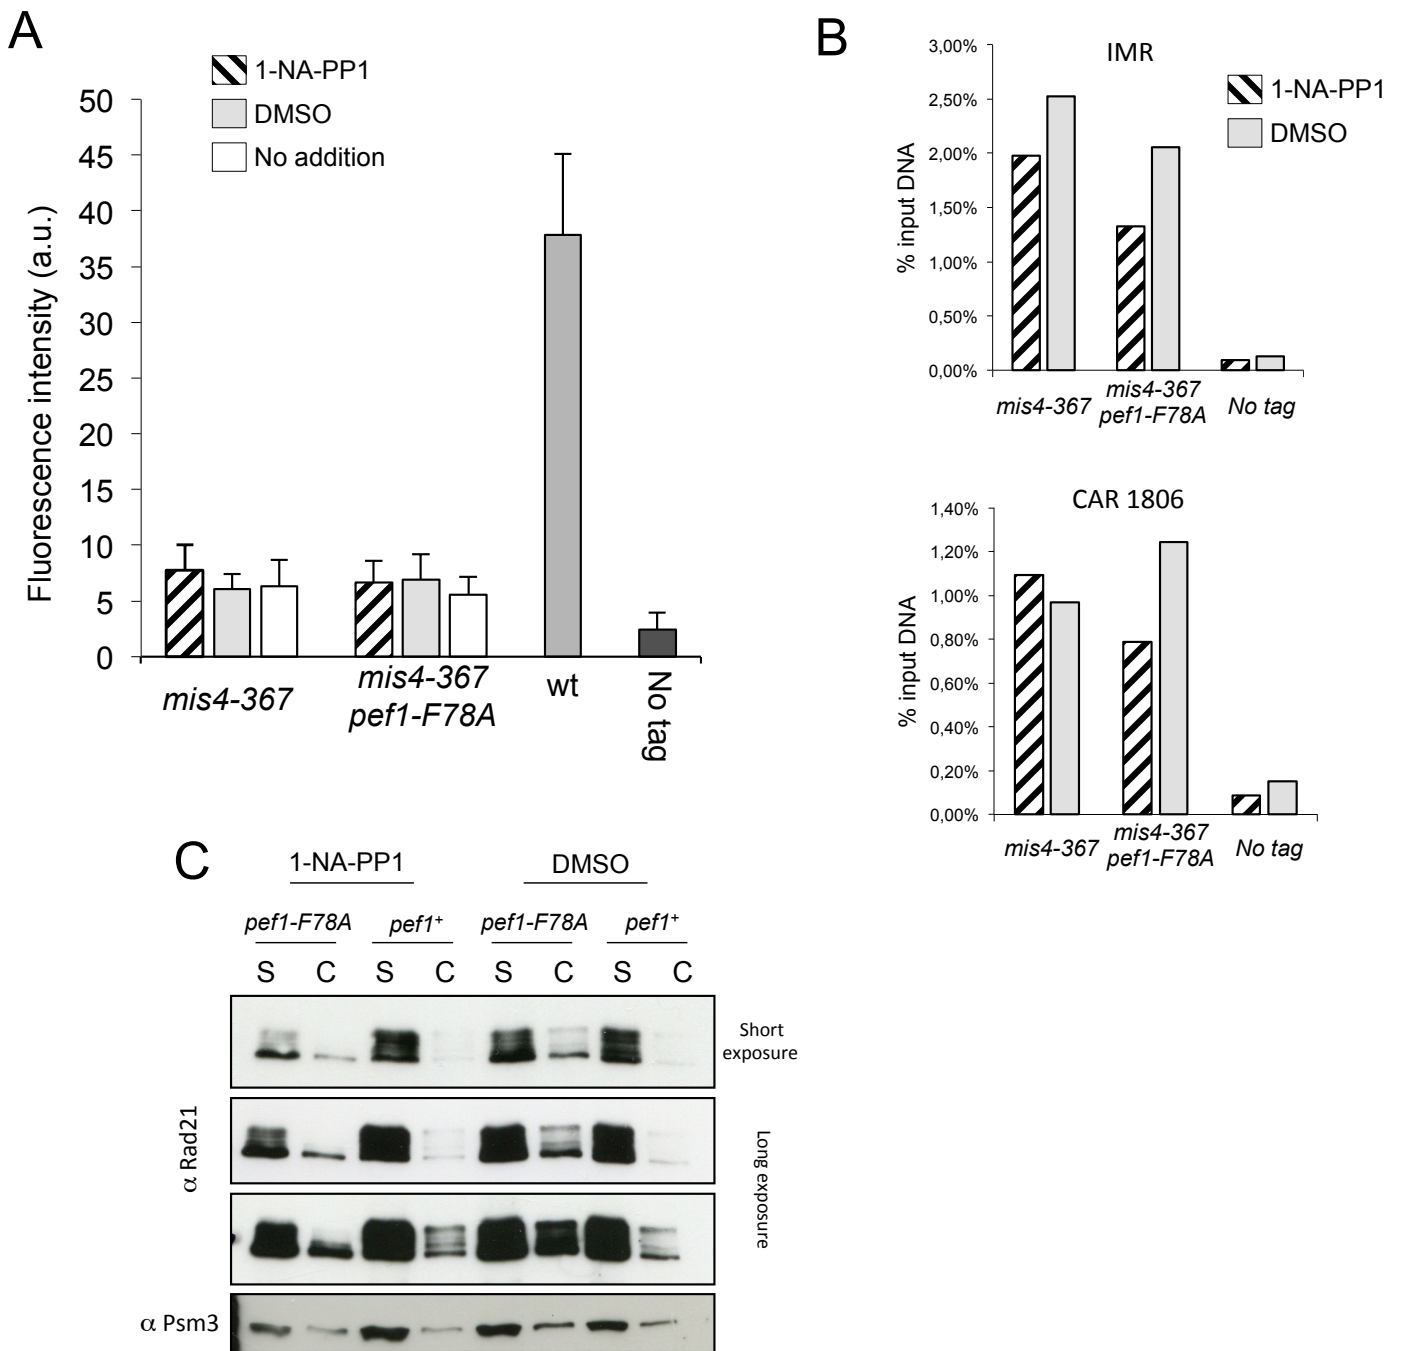 A
1-NA-PP1
DMSO
No addition
Fluorescence intensity (a.u.)
50
45
40
35
30
25
20
15
10
5
0
mis4-367
mis4-367
pef1-F78A
wt
No tag
B
IMR
1-NA-PP1
DMSO
% input DNA
3,00%
2,50%
2,00%
1,50%
1,00%
0,50%
0,00%
mis4-367
mis4-367
pef1-F78A
No tag
CAR 1806
% input DNA
1,40%
1,20%
1,00%
0,80%
0,60%
0,40%
0,20%
0,00%
mis4-367
mis4-367
pef1-F78A
No tag
C
1-NA-PP1
DMSO
pef1-F78A
pef1⁺
pef1-F78A
pef1⁺
S C S C S C S C
Short
exposure
α Rad21
Long exposure
α Psm3